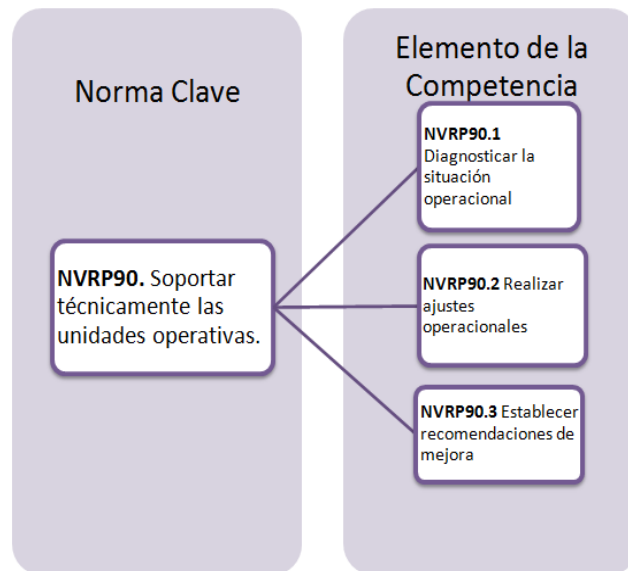 Norma Clave
NVRP90. Soportar
técnicamente las
unidades operativas.
Elemento de la
Competencia
NVRP90.1
Diagnosticar la
situación
operacional
NVRP90.2 Realizar
ajustes
operacionales
NVRP90.3 Establecer
recomendaciones de
mejora